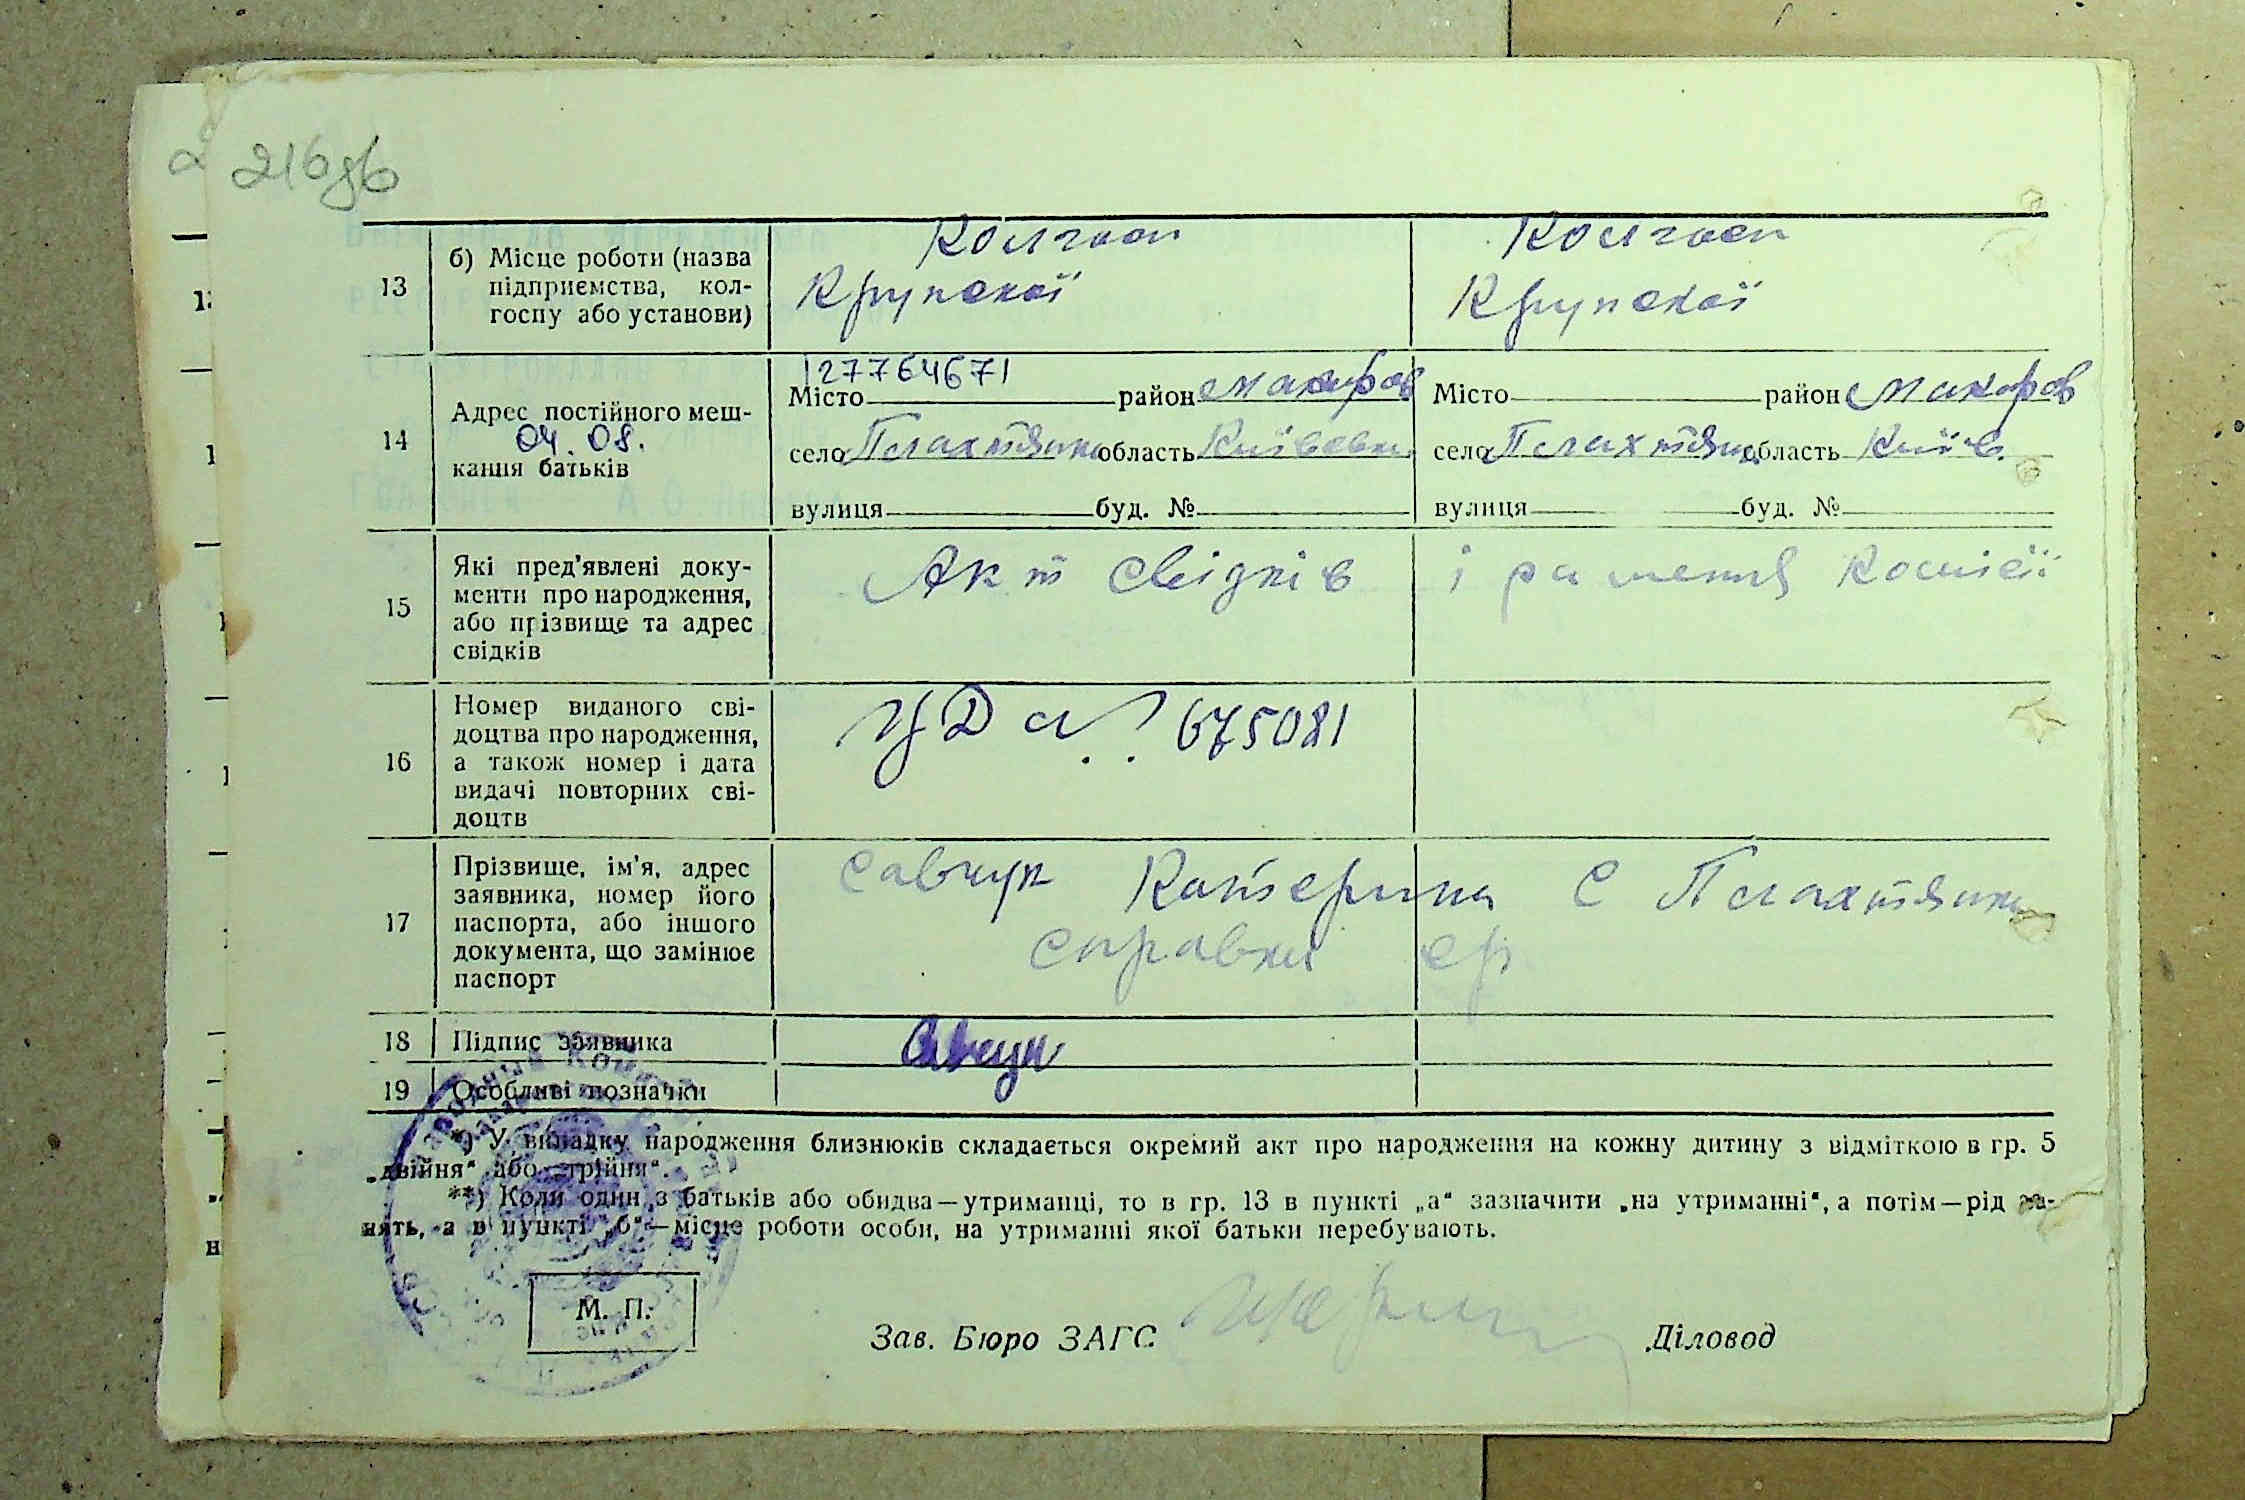 216зв
13
б) Місце роботи (назва
підприємства, кол-
госпу або установи)
Колгосп
Крупської
Колгосп
Крупської
14
Адрес постійного меш-
04.08.
кання батьків
127764671
Місто район Макаров
село Плахтянка область Київськ.
вулиця буд. №
Місто район Макаров
село Плахтянка область Київ.
вулиця буд. №
15
Які пред'явлені доку-
менти про народження,
або прізвище та адрес
свідків
Акт свідків і рішення комісії
16
Номер виданого сві-
доцтва про народження,
а також номер і дата
видачі повторних сві-
доцтв
УД № 675081
17
Прізвище, ім'я, адрес
заявника, номер його
паспорта, або іншого
документа, що замінює
паспорт
Савчук Катерина с Плахтянка
справка ср
18
Підпис заявника
Савчук
19
Особливі позначки
*) У випадку народження близнюків складається окремий акт про народження на кожну дитину з відміткою в гр. 5
„двійня“ або „трійня“.
**) Коли один з батьків або обидва—утриманці, то в гр. 13 в пункті „а“ зазначити „на утриманні“, а потім—рід за-
нять, а в пункті „б“—місце роботи особи, на утриманні якої батьки перебувають.
М. П.
Зав. Бюро ЗАГС
Діловод